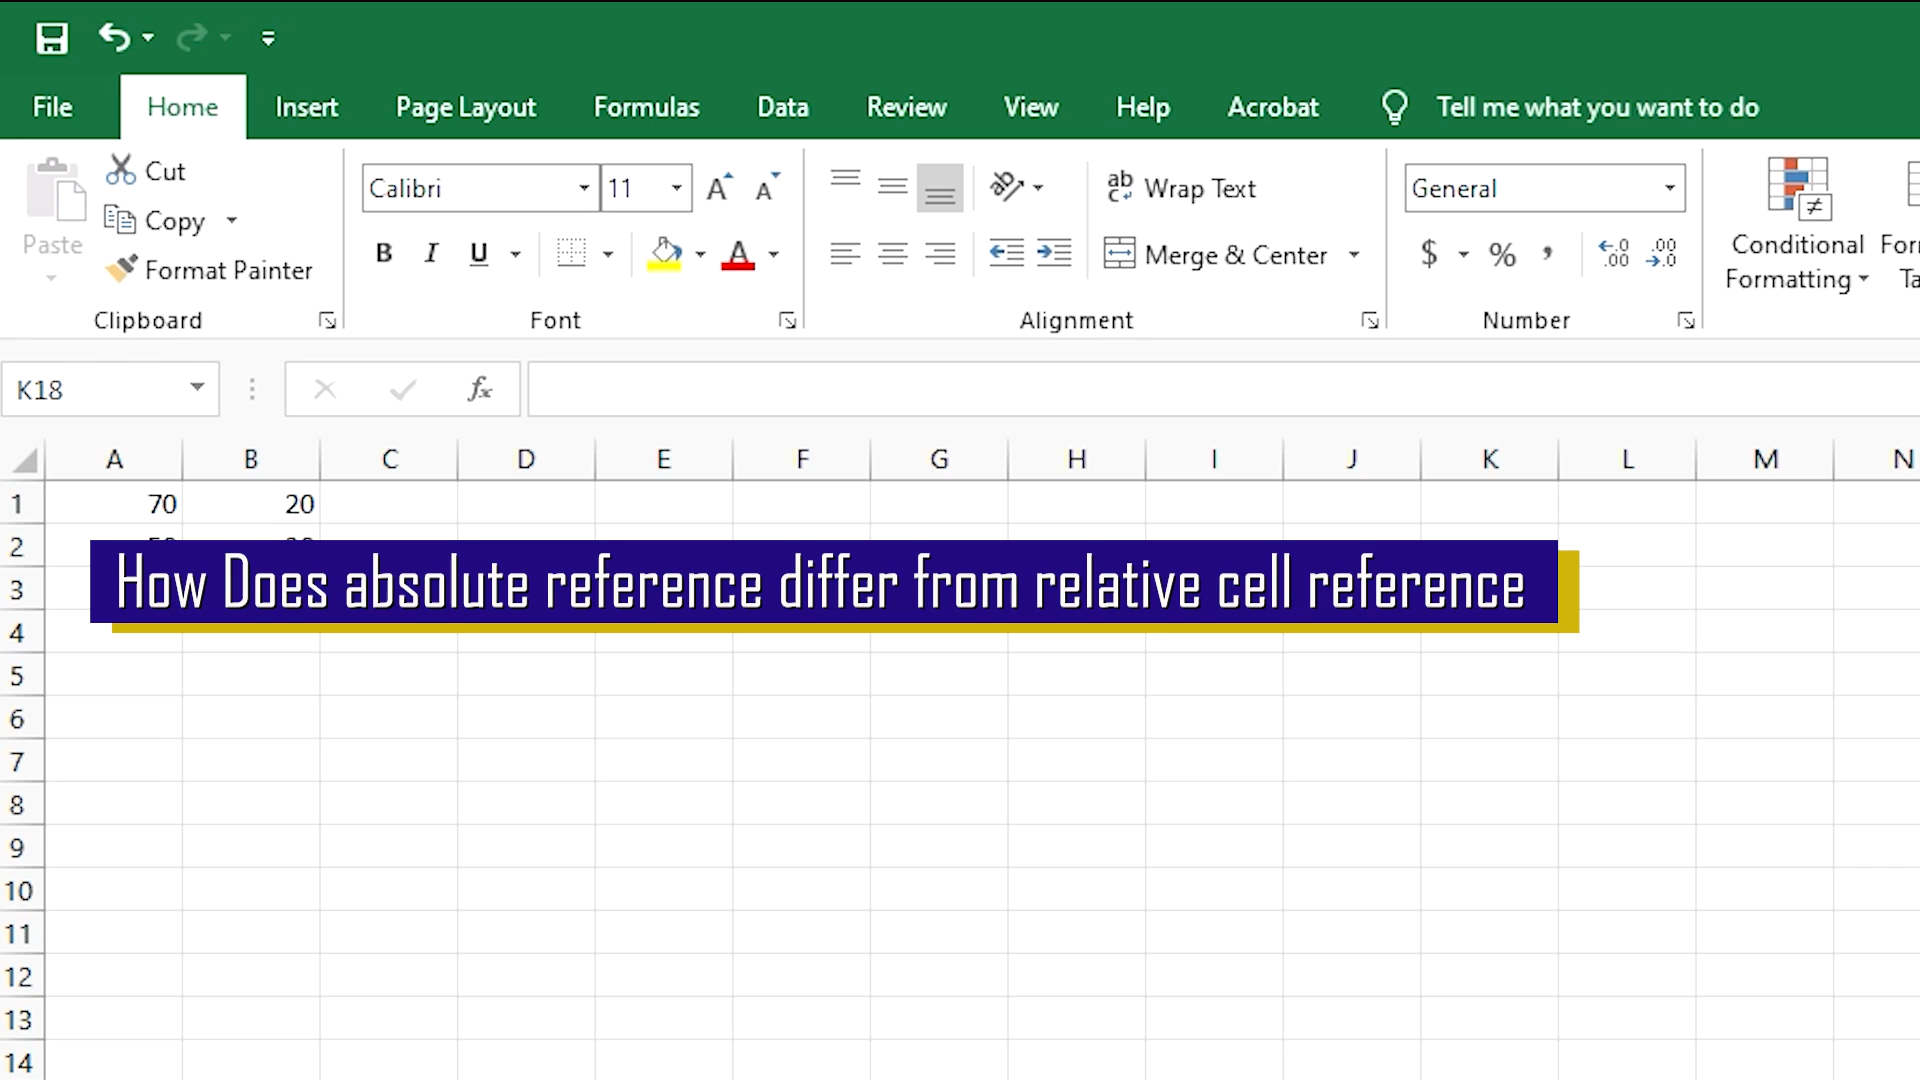 File Home Insert Page Layout Formulas Data Review View Help Acrobat Tell me what you want to do
Cut
Copy
Format Painter
Paste
Clipboard
Calibri 11
B I U A
Font
Wrap Text
Merge & Center
Alignment
General
$ % ,
Number
Conditional
Formatting
K18 fx
A B C D E F G H I J K L M N
1 70 20
2
How Does absolute reference differ from relative cell reference
3
4
5
6
7
8
9
10
11
12
13
14